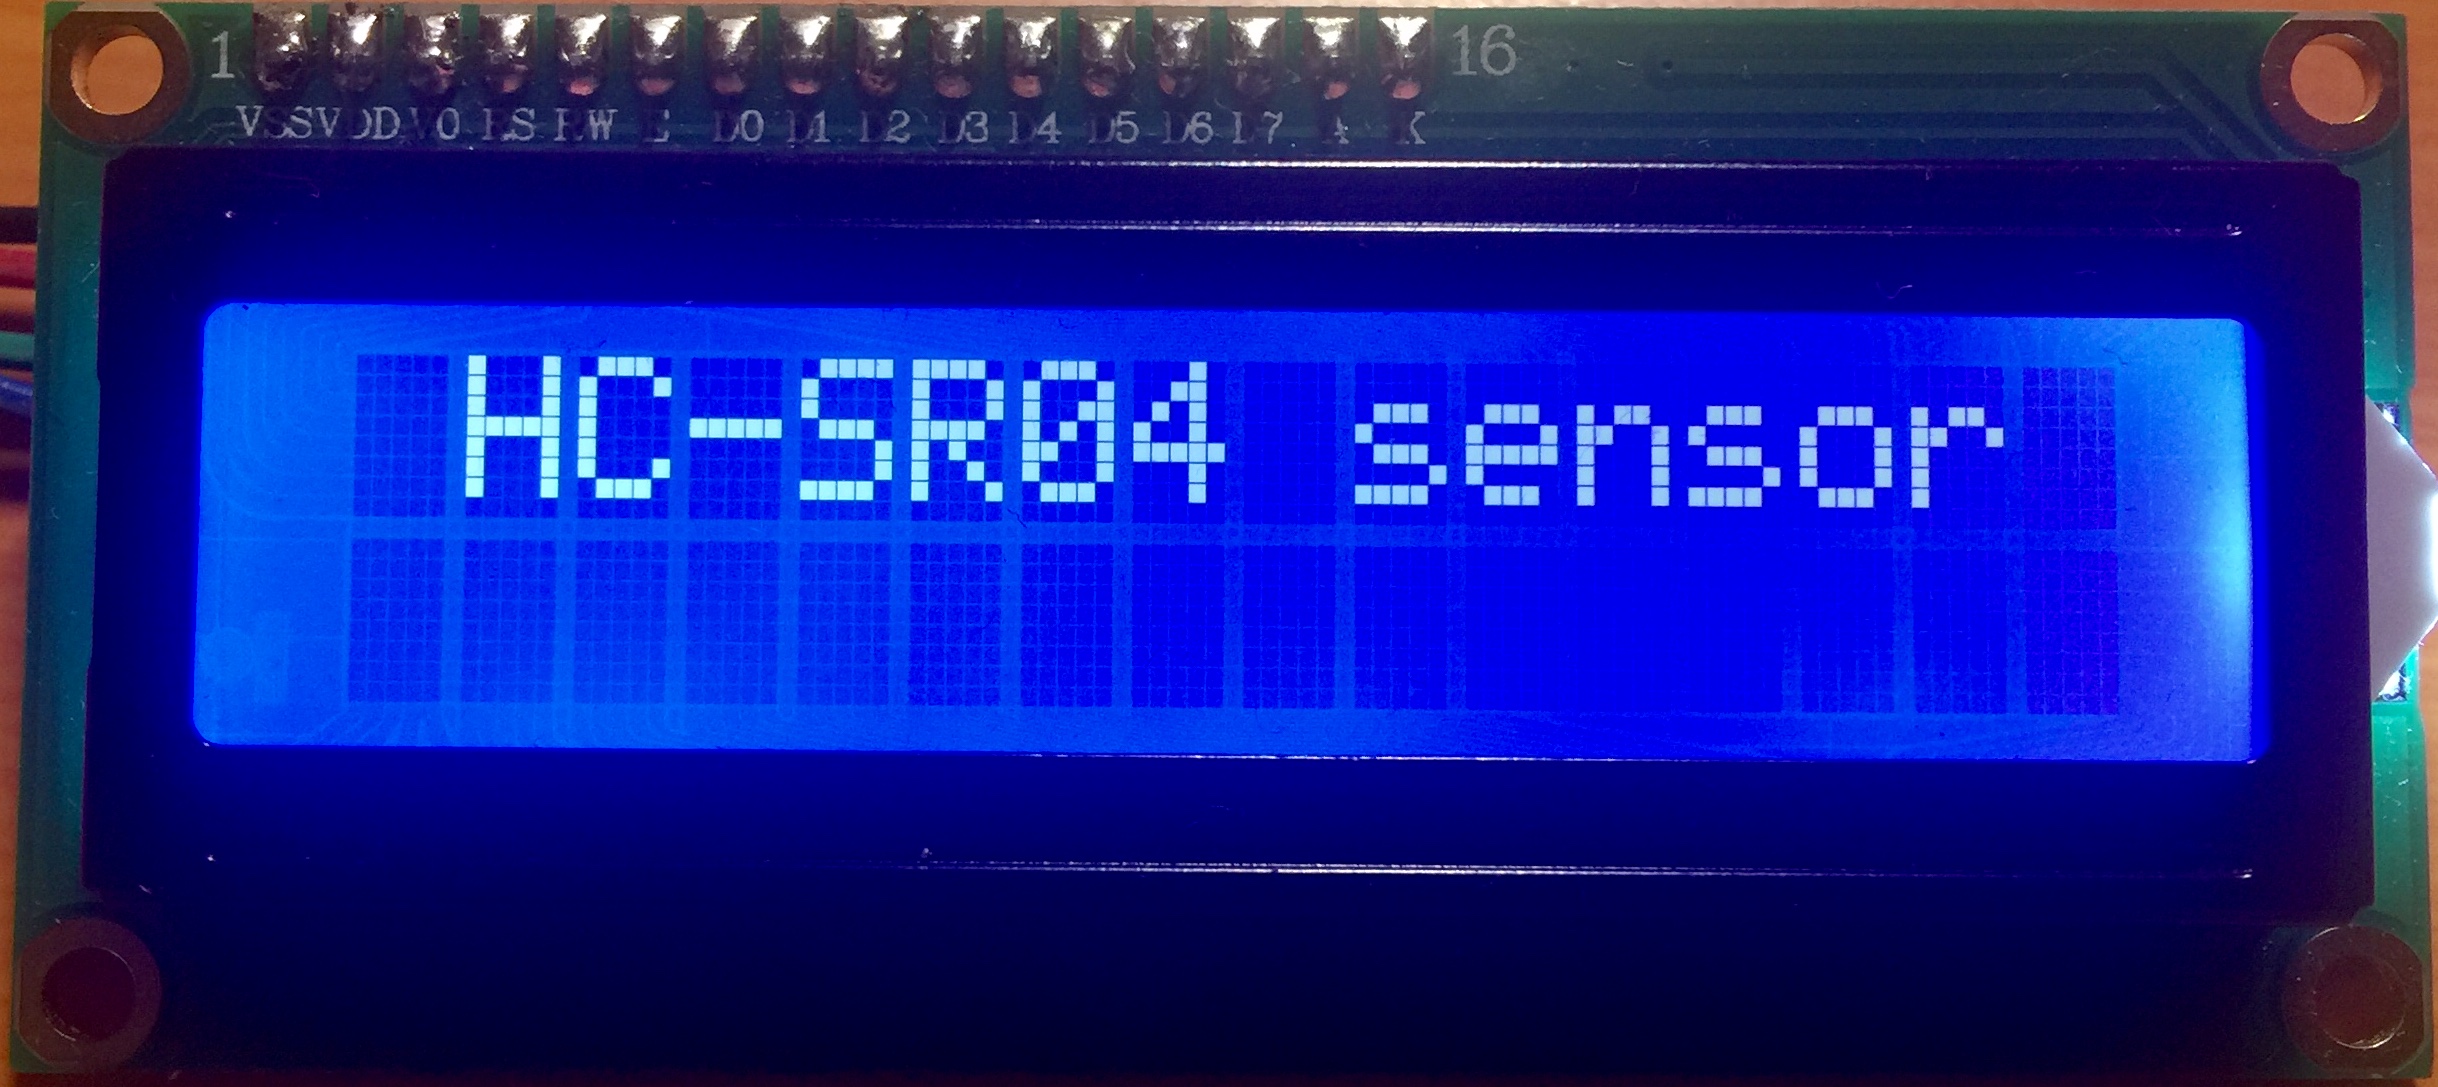 1 16
VSS VDD V0 RS RW E D0 D1 D2 D3 D4 D5 D6 D7 A K
HC-SR04 sensor